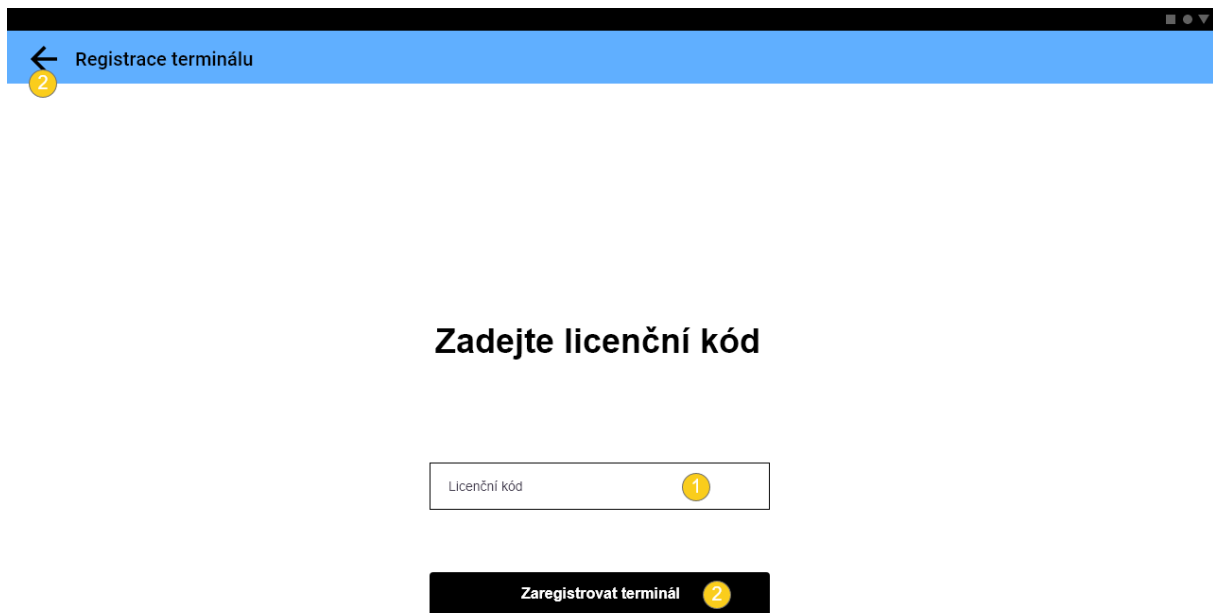 Registrace terminálu
2
Zadejte licenční kód
Licenční kód 1
Zaregistrovat terminál 2